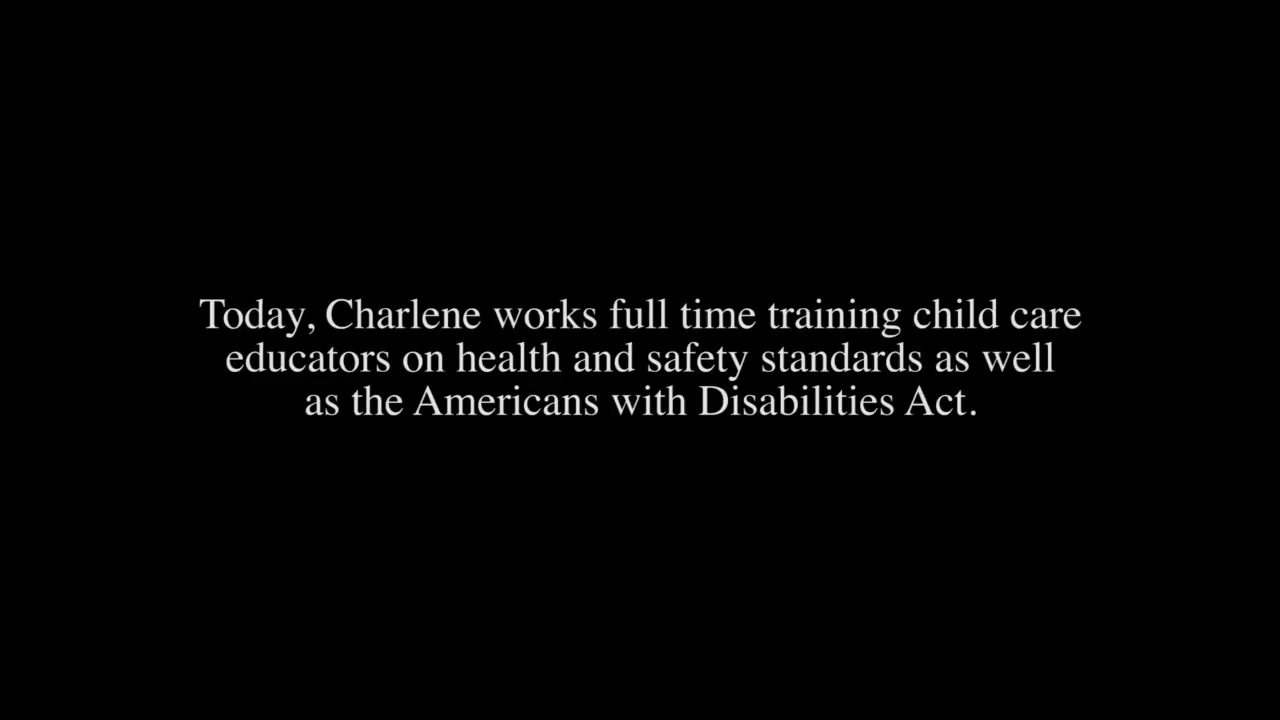 Today, Charlene works full time training child care
educators on health and safety standards as well
as the Americans with Disabilities Act.